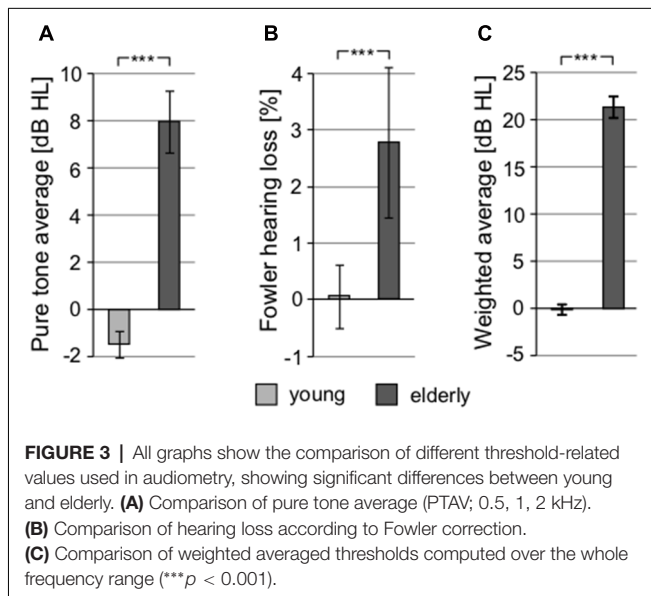 A
B
C
***
***
***
Pure tone average [dB HL]
10
8
6
4
2
0
-2
Fowler hearing loss [%]
4
3
2
1
0
-1
Weighted average [dB HL]
25
20
15
10
5
0
-5
young
elderly
FIGURE 3 | All graphs show the comparison of different threshold-related
values used in audiometry, showing significant differences between young
and elderly. (A) Comparison of pure tone average (PTAV; 0.5, 1, 2 kHz).
(B) Comparison of hearing loss according to Fowler correction.
(C) Comparison of weighted averaged thresholds computed over the whole
frequency range (***p < 0.001).